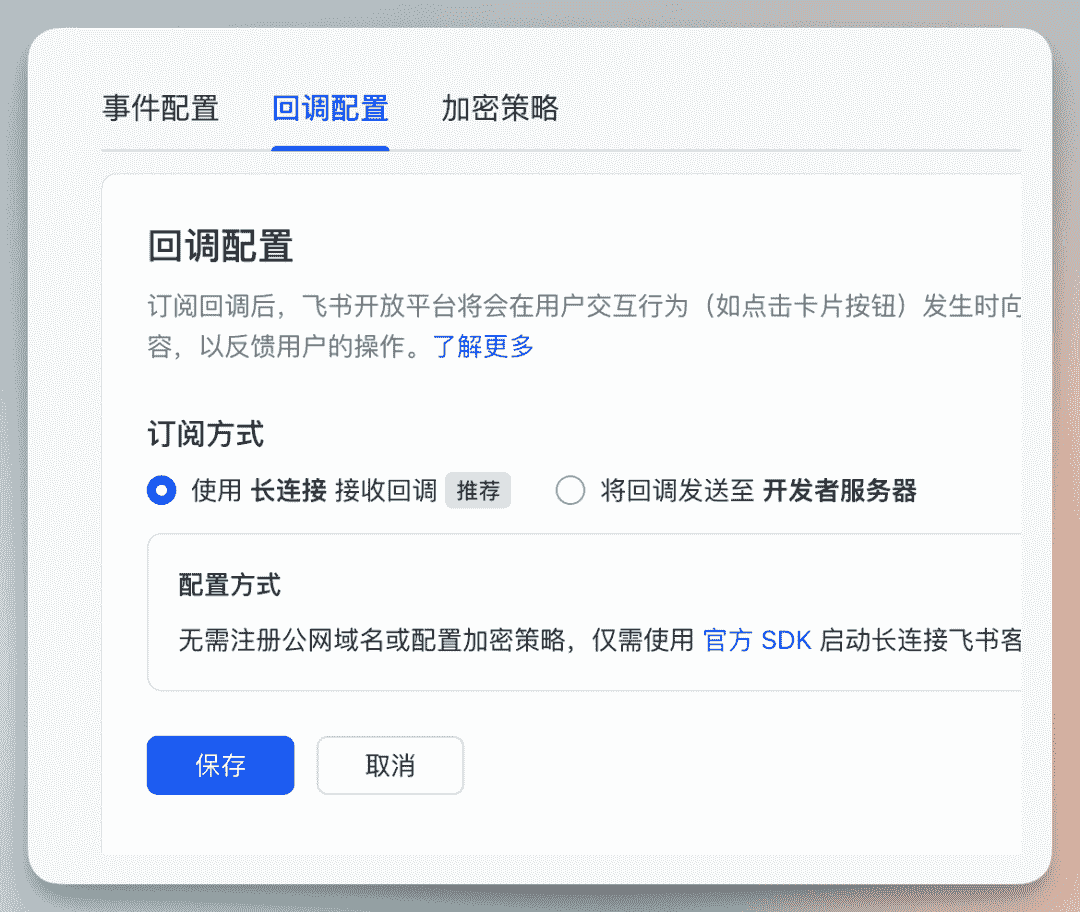 事件配置 回调配置 加密策略
回调配置
订阅回调后，飞书开放平台将会在用户交互行为（如点击卡片按钮）发生时向
容，以反馈用户的操作。了解更多
订阅方式
使用 长连接 接收回调 推荐 将回调发送至 开发者服务器
配置方式
无需注册公网域名或配置加密策略，仅需使用 官方 SDK 启动长连接飞书客
保存 取消